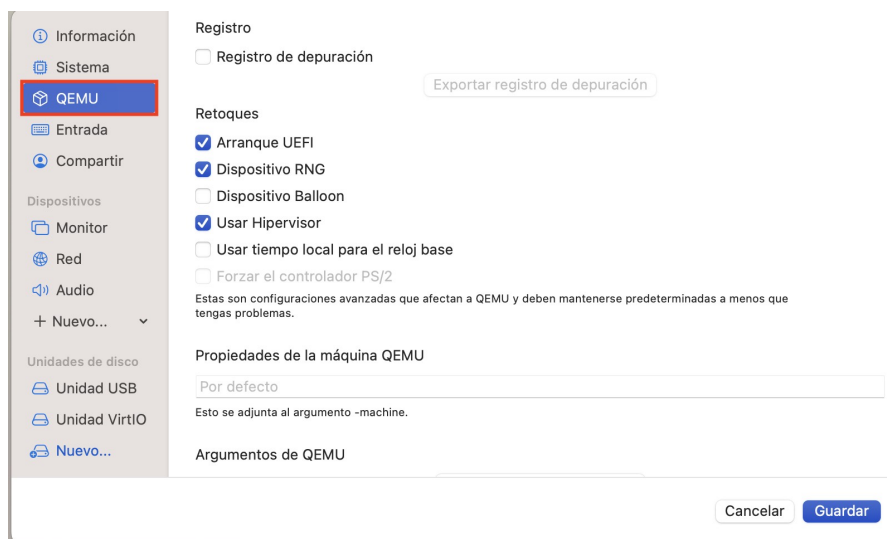 Información
Sistema
QEMU
Entrada
Compartir
Dispositivos
Monitor
Red
Audio
+ Nuevo...
Unidades de disco
Unidad USB
Unidad VirtIO
Nuevo...
Registro
Registro de depuración
Exportar registro de depuración
Retoques
Arranque UEFI
Dispositivo RNG
Dispositivo Balloon
Usar Hipervisor
Usar tiempo local para el reloj base
Forzar el controlador PS/2
Estas son configuraciones avanzadas que afectan a QEMU y deben mantenerse predeterminadas a menos que
tengas problemas.
Propiedades de la máquina QEMU
Por defecto
Esto se adjunta al argumento -machine.
Argumentos de QEMU
Cancelar
Guardar